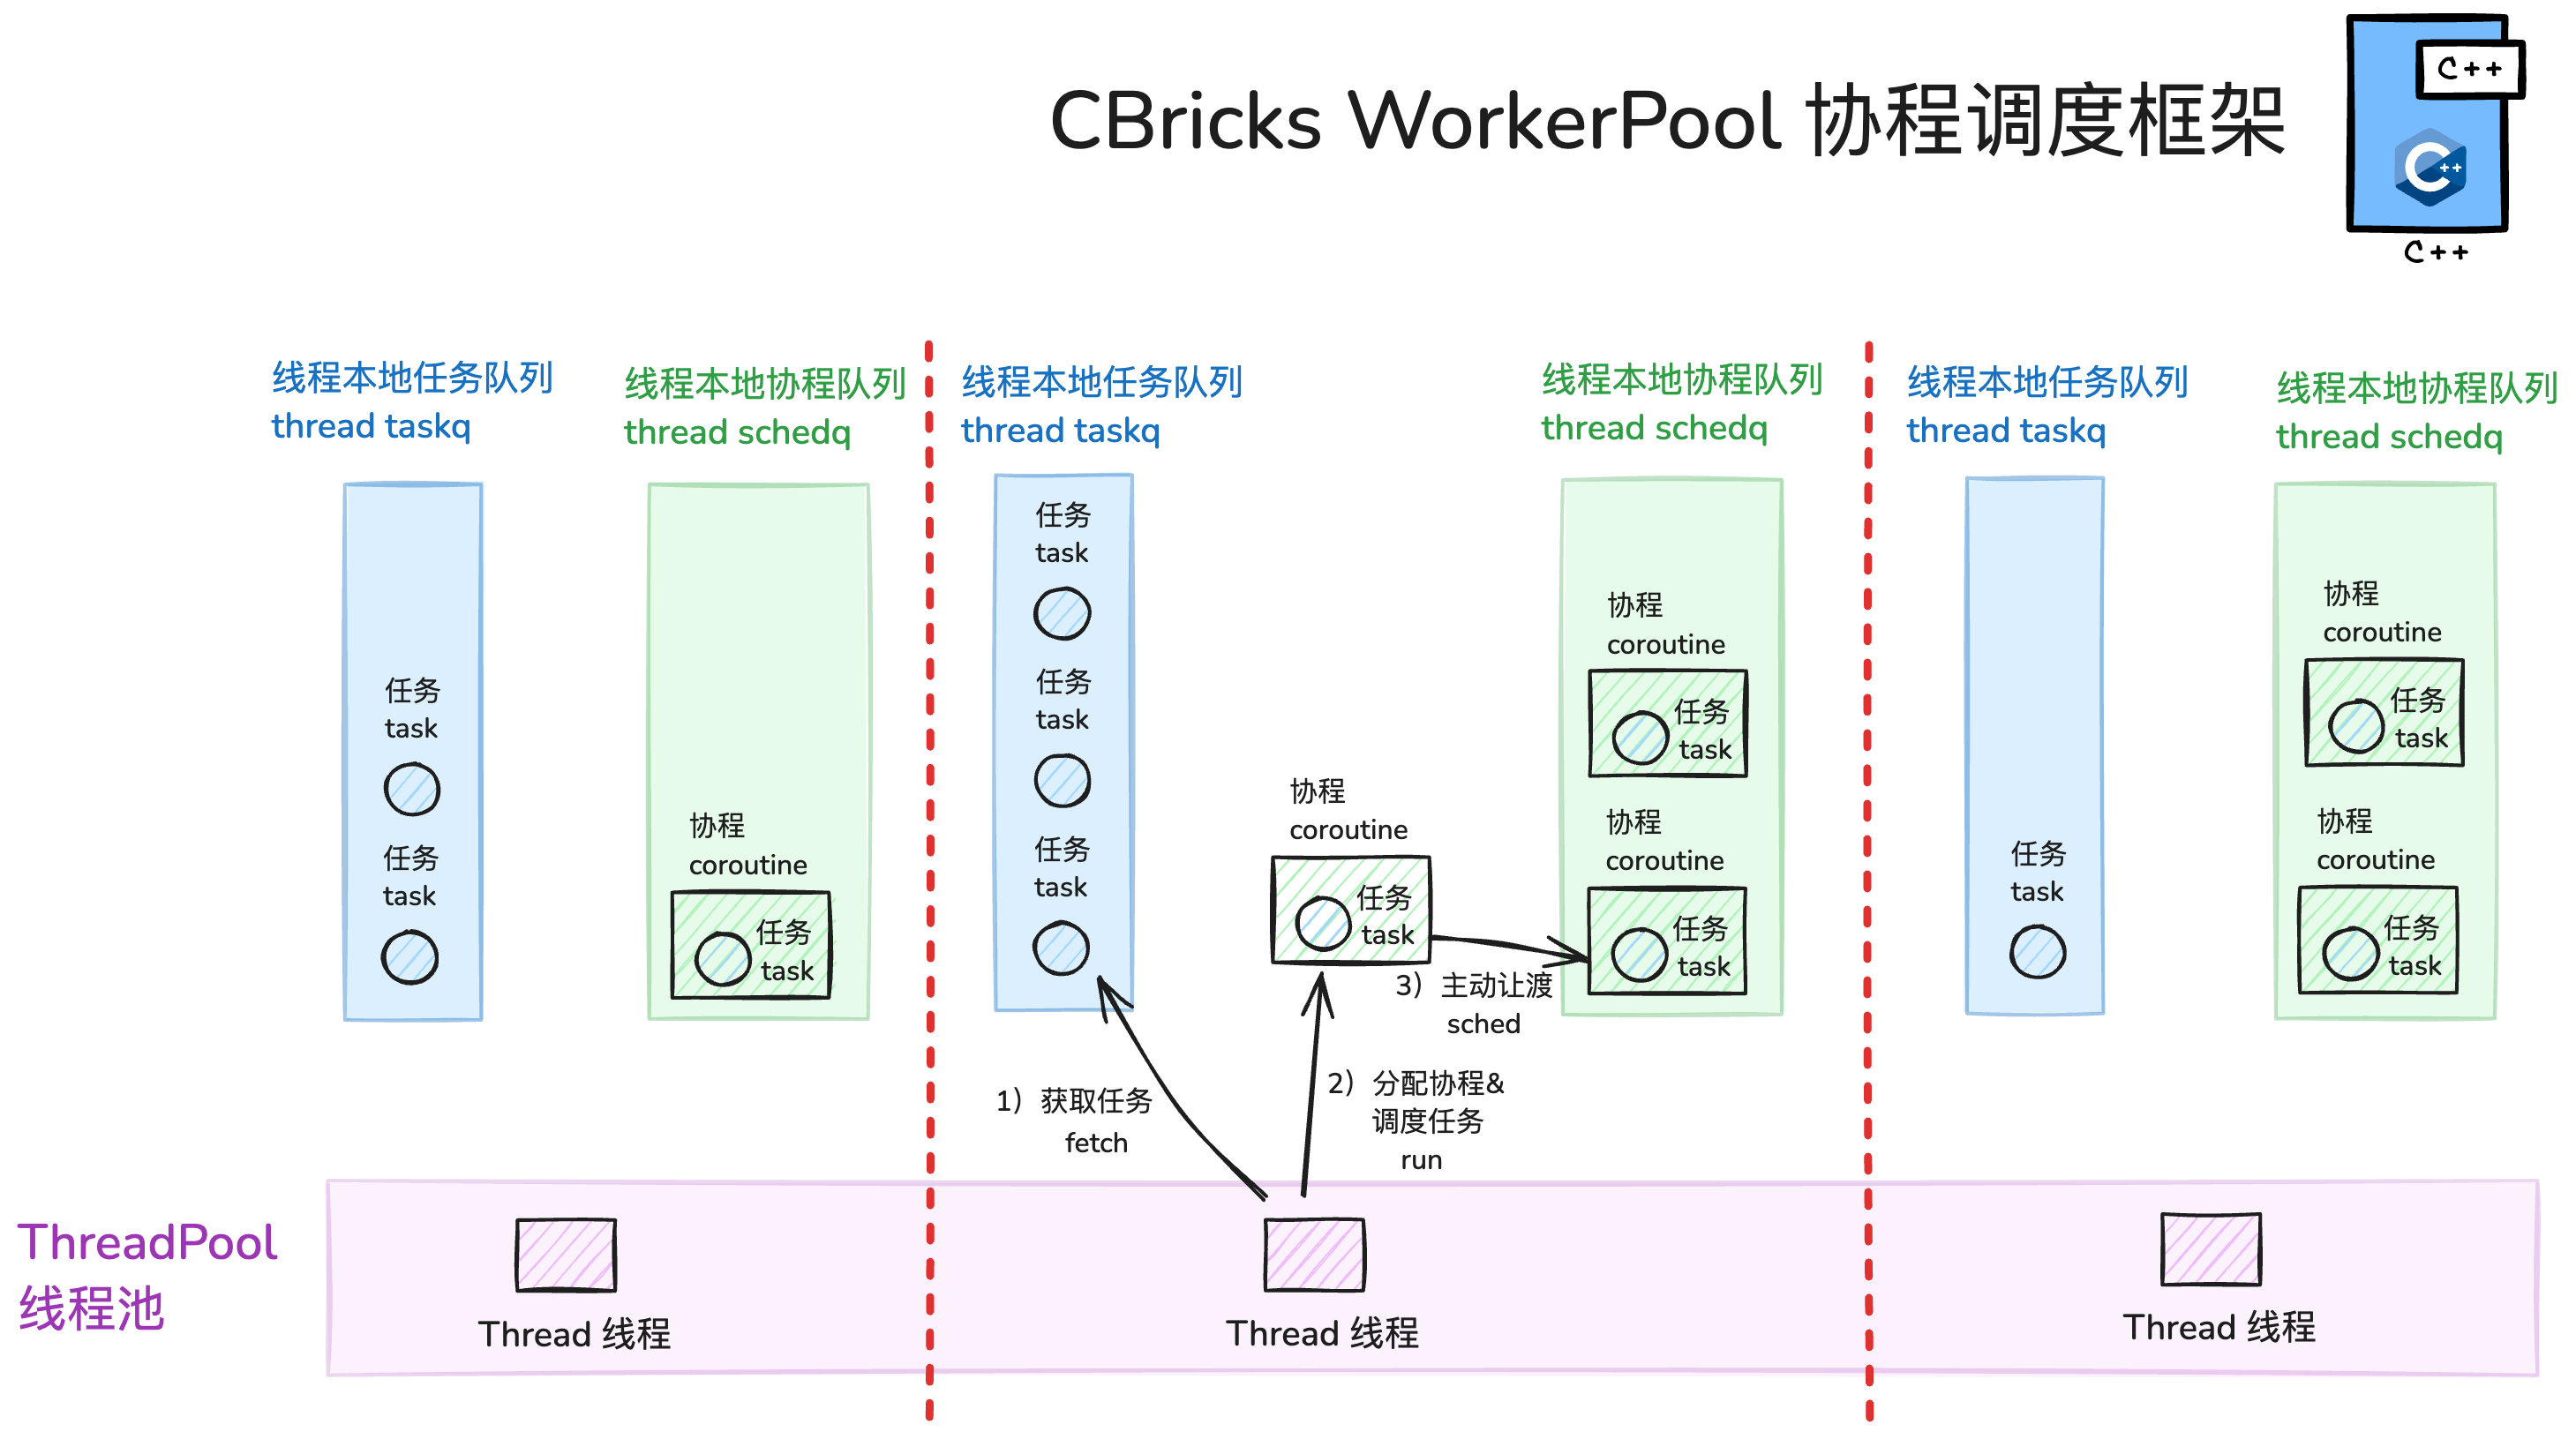 CBricks WorkerPool 协程调度框架
C++
C++
C++
线程本地任务队列
thread taskq
任务
task
任务
task
线程本地协程队列
thread schedq
协程
coroutine
任务
task
线程本地任务队列
thread taskq
任务
task
任务
task
任务
task
协程
coroutine
任务
task
线程本地协程队列
thread schedq
协程
coroutine
任务
task
协程
coroutine
任务
task
1）获取任务
fetch
2）分配协程&
调度任务
run
3）主动让渡
sched
线程本地任务队列
thread taskq
任务
task
线程本地协程队列
thread schedq
协程
coroutine
任务
task
协程
coroutine
任务
task
ThreadPool
线程池
Thread 线程
Thread 线程
Thread 线程